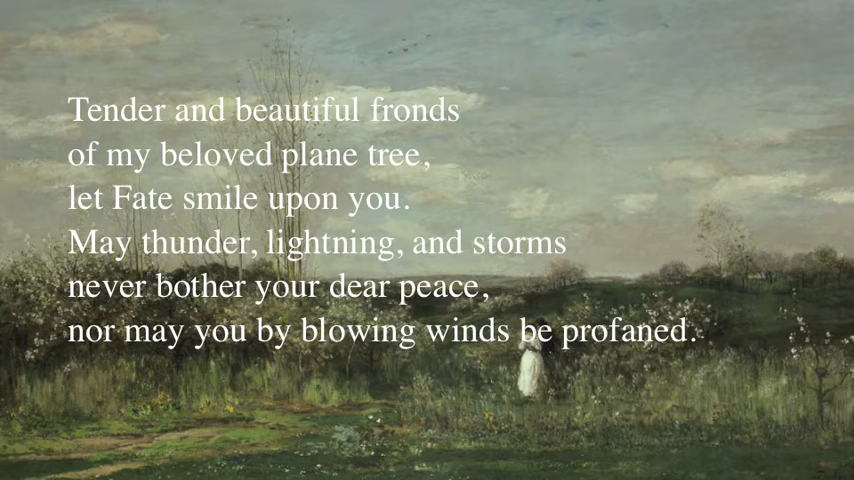 Tender and beautiful fronds
of my beloved plane tree,
let Fate smile upon you.
May thunder, lightning, and storms
never bother your dear peace,
nor may you by blowing winds be profaned.